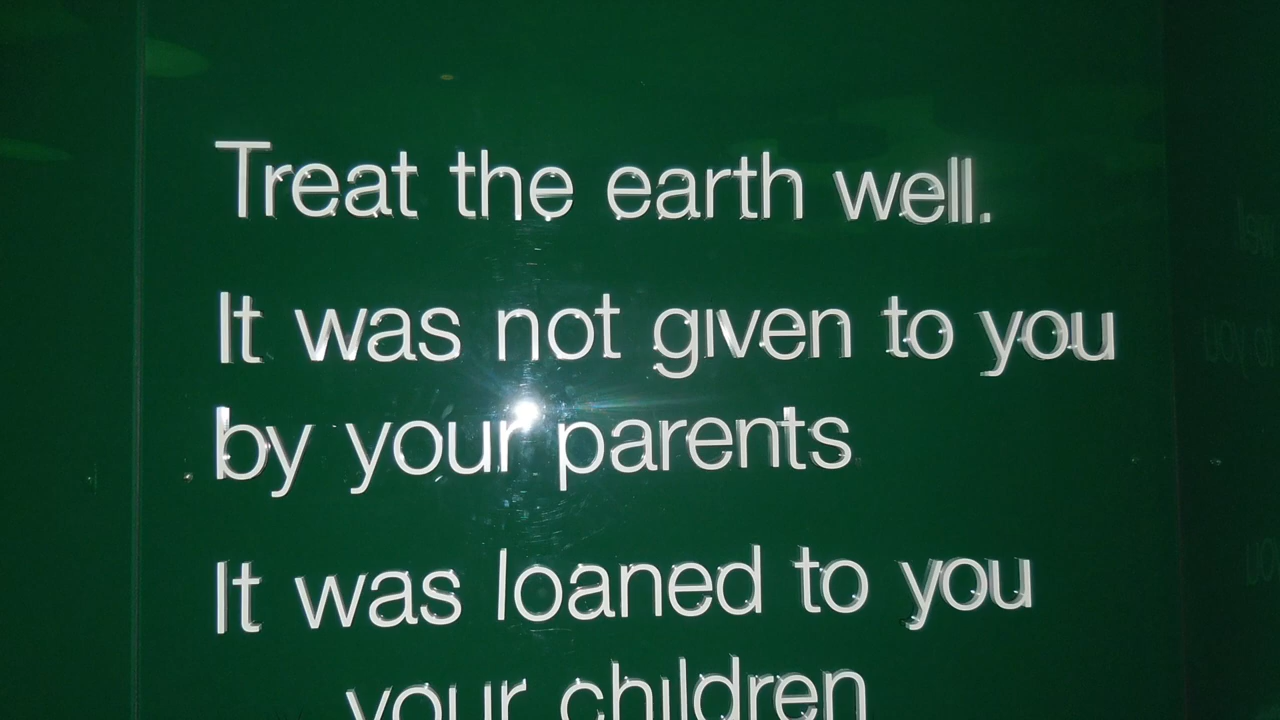 Treat the earth well.
It was not given to you
by your parents
It was loaned to you
your children